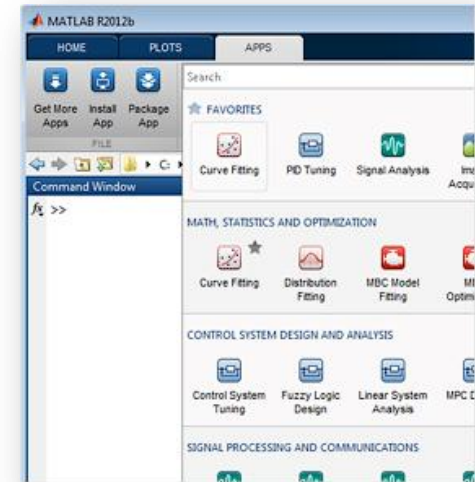 MATLAB R2012b
HOME PLOTS APPS
Search
Get More Apps
Install App
Package App
FILE
C:
Command Window
fx >>
FAVORITES
Curve Fitting PID Tuning Signal Analysis
MATH, STATISTICS AND OPTIMIZATION
Curve Fitting Distribution Fitting MBC Model Fitting
CONTROL SYSTEM DESIGN AND ANALYSIS
Control System Tuning Fuzzy Logic Design Linear System Analysis MPC
SIGNAL PROCESSING AND COMMUNICATIONS